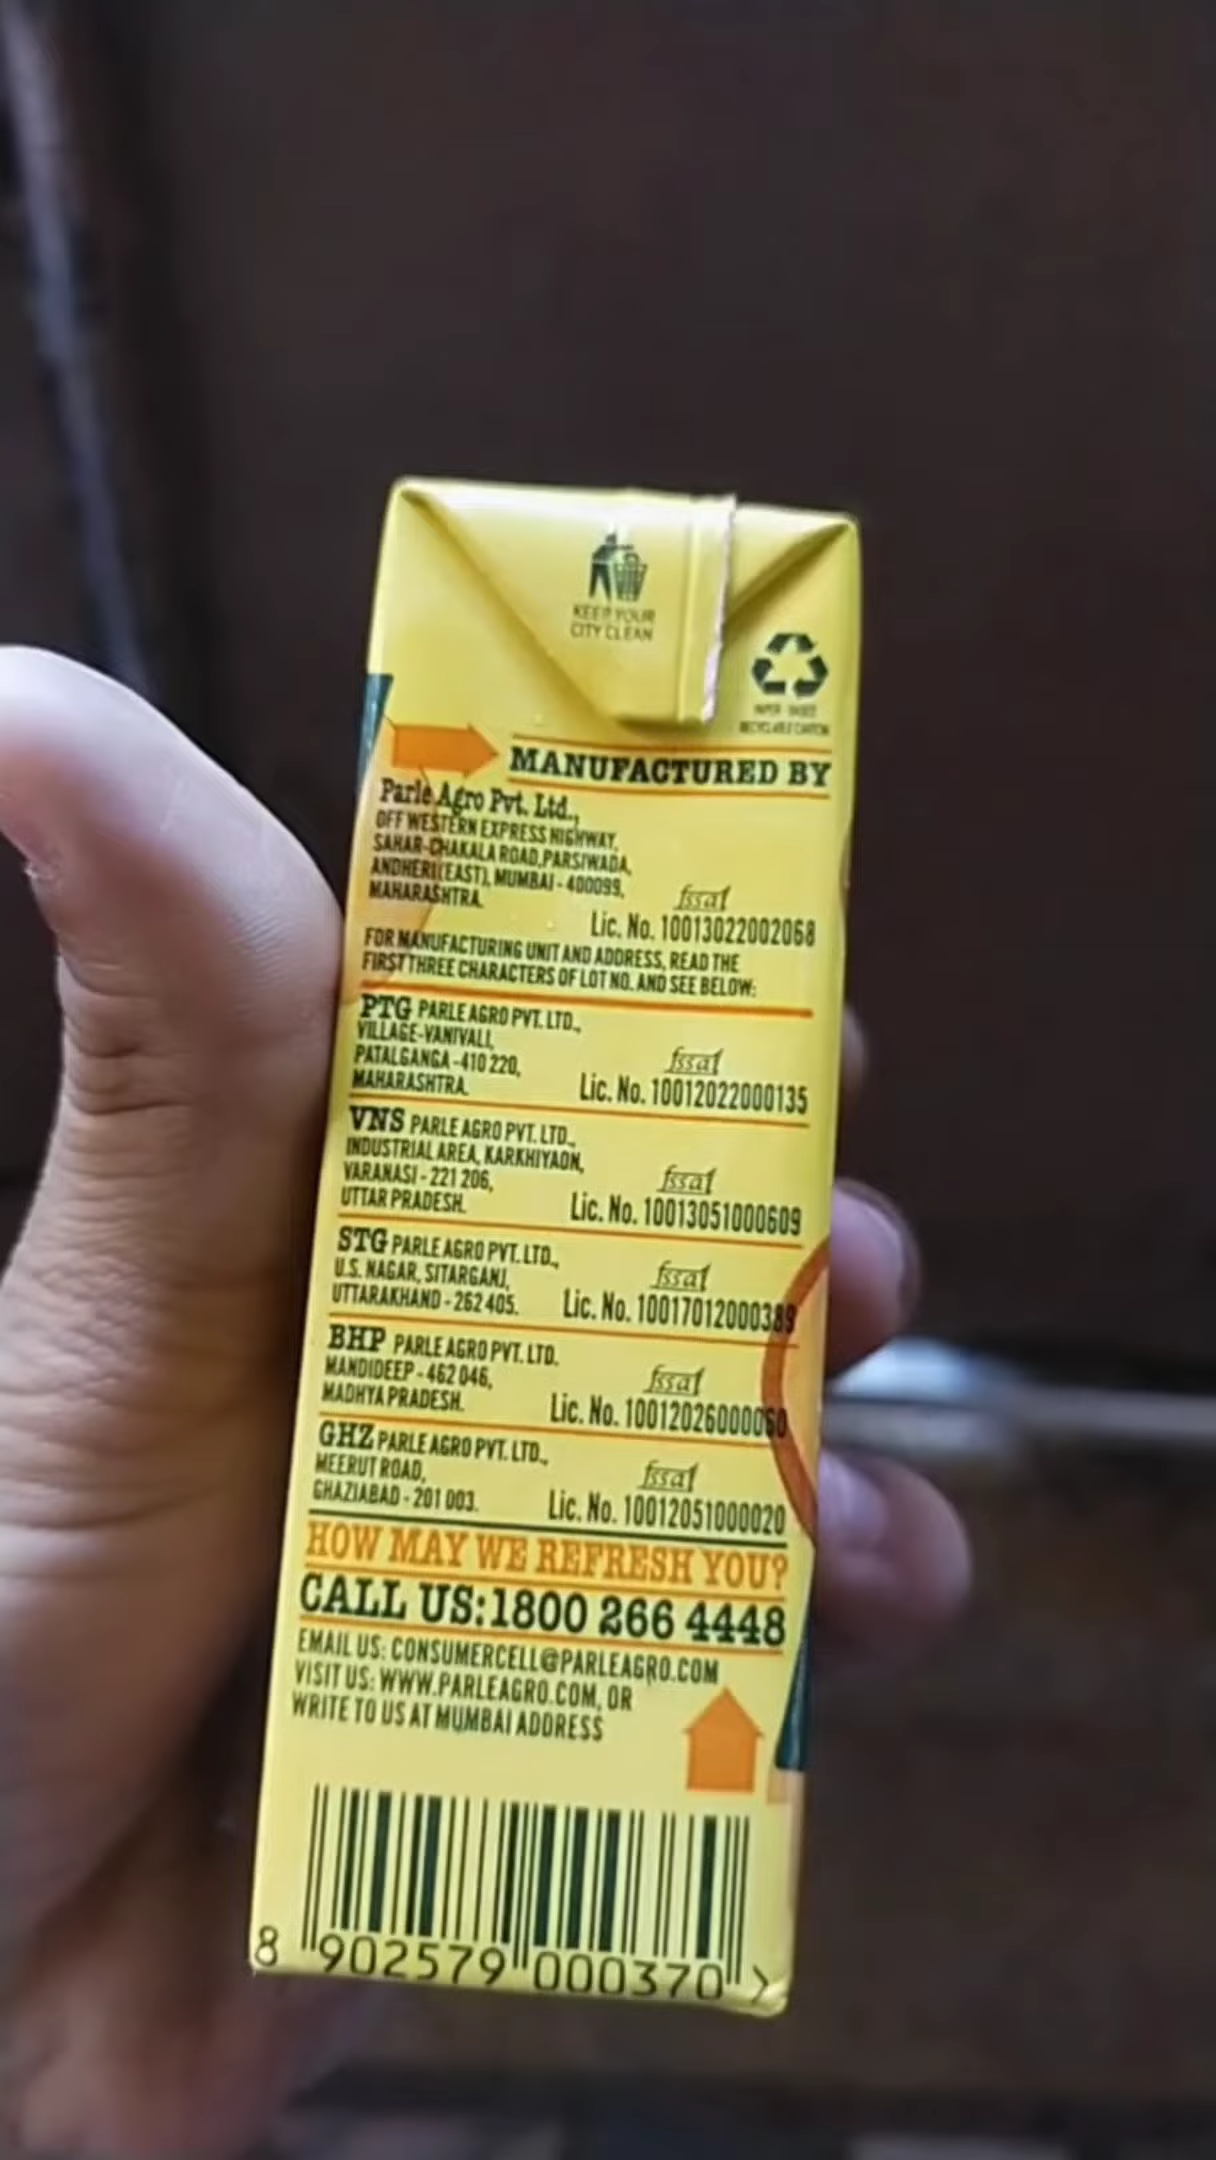 KEEP YOUR
CITY CLEAN
RECYCLABLE CARTON
MANUFACTURED BY
Parle Agro Pvt. Ltd.,
OFF WESTERN EXPRESS HIGHWAY,
SAHAR-CHAKALA ROAD, PARSIWADA,
ANDHERI (EAST), MUMBAI - 400099,
MAHARASHTRA.
fssai
Lic. No. 10013022002068
FOR MANUFACTURING UNIT AND ADDRESS, READ THE
FIRST THREE CHARACTERS OF LOT NO. AND SEE BELOW:
PTG PARLE AGRO PVT. LTD.,
VILLAGE-VANIVALI,
PATALGANGA - 410 220,
MAHARASHTRA.
fssai
Lic. No. 10012022000135
VNS PARLE AGRO PVT. LTD.,
INDUSTRIAL AREA, KARKHIYAON,
VARANASI - 221 206,
UTTAR PRADESH.
fssai
Lic. No. 10013051000609
STG PARLE AGRO PVT. LTD.,
U.S. NAGAR, SITARGANJ,
UTTARAKHAND - 262 405.
fssai
Lic. No. 10017012000389
BHP PARLE AGRO PVT. LTD.
MANDIDEEP - 462 046,
MADHYA PRADESH.
fssai
Lic. No. 10012026000060
GHZ PARLE AGRO PVT. LTD.,
MEERUT ROAD,
GHAZIABAD - 201 003.
fssai
Lic. No. 10012051000020
HOW MAY WE REFRESH YOU?
CALL US:1800 266 4448
EMAIL US: CONSUMERCELL@PARLEAGRO.COM
VISIT US: WWW.PARLEAGRO.COM, OR
WRITE TO US AT MUMBAI ADDRESS
8 902579 000370 >